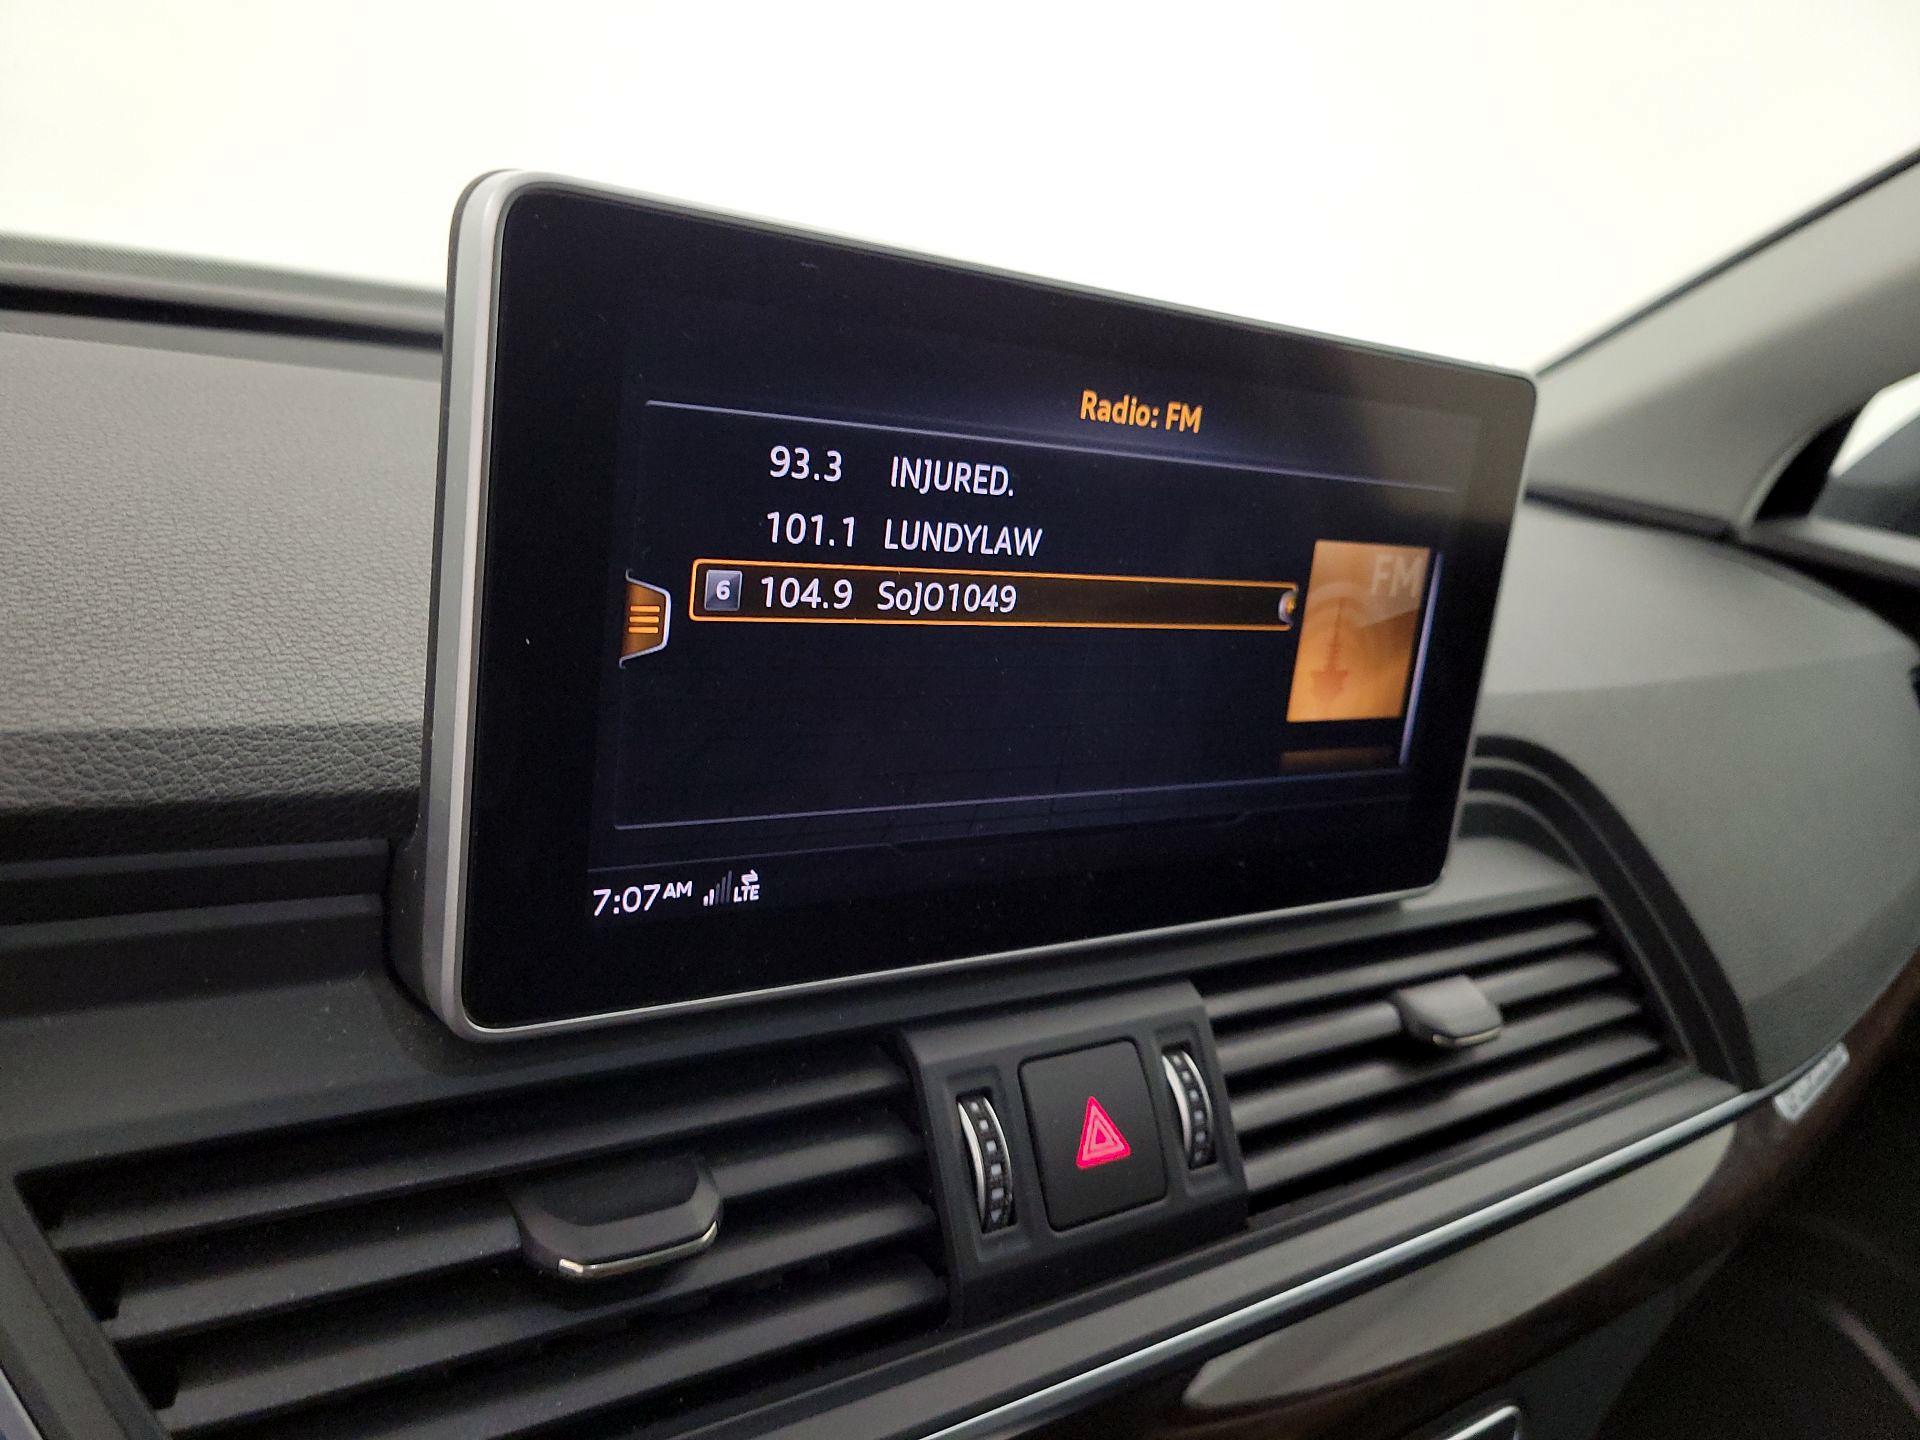 Radio: FM
93.3 INJURED.
101.1 LUNDYLAW
6 104.9 SoJO1049
FM
7:07AM LTE